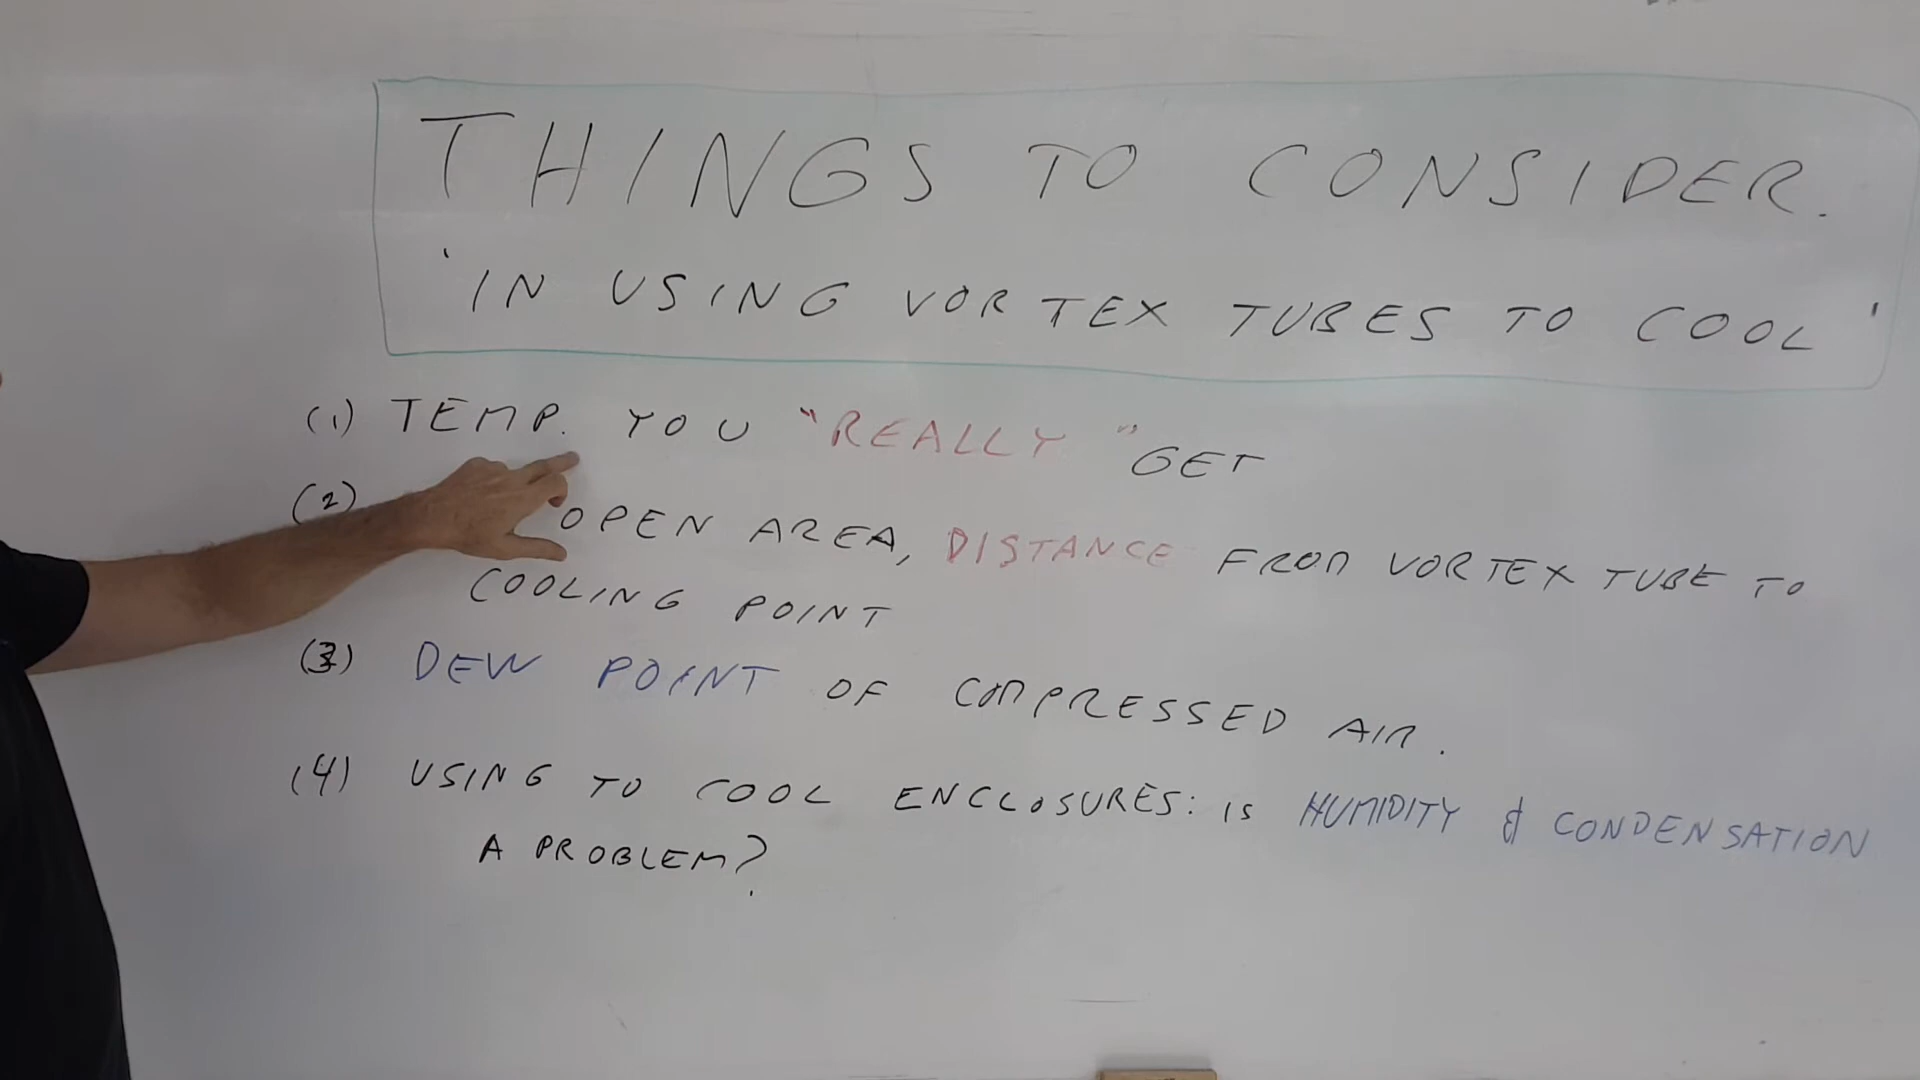 THINGS TO CONSIDER.
'IN USING VORTEX TUBES TO COOL'
(1) TEMP. YOU "REALLY" GET
(2) OPEN AREA, DISTANCE FROM VORTEX TUBE TO
COOLING POINT
(3) DEW POINT OF COMPRESSED AIR.
(4) USING TO COOL ENCLOSURES: IS HUMIDITY & CONDENSATION
A PROBLEM?